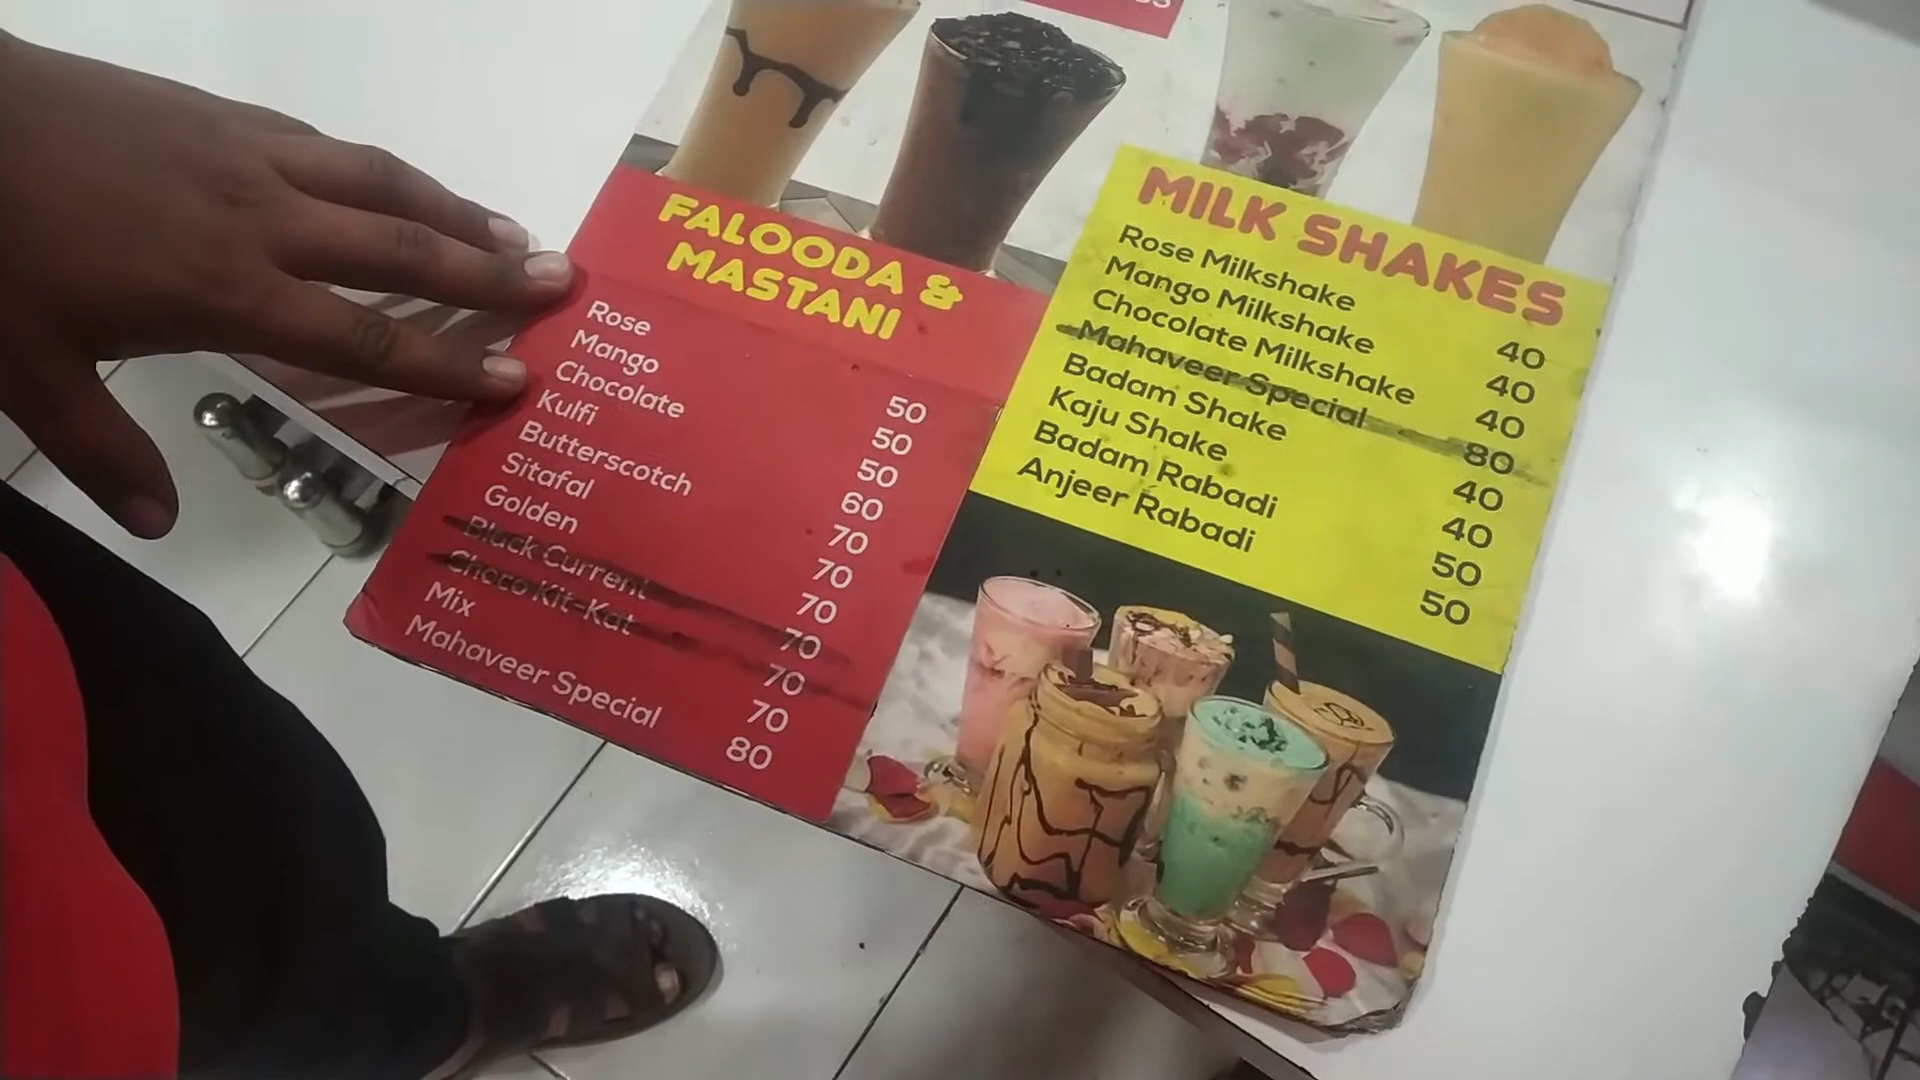 FALOODA &
MASTANI
Rose 50
Mango 50
Chocolate 50
Kulfi 60
Butterscotch 70
Sitafal 70
Golden 70
Black Current 70
Choco Kit-Kat 70
Mix 70
Mahaveer Special 80
MILK SHAKES
Rose Milkshake 40
Mango Milkshake 40
Chocolate Milkshake 40
Mahaveer Special 80
Badam Shake 40
Kaju Shake 40
Badam Rabadi 50
Anjeer Rabadi 50